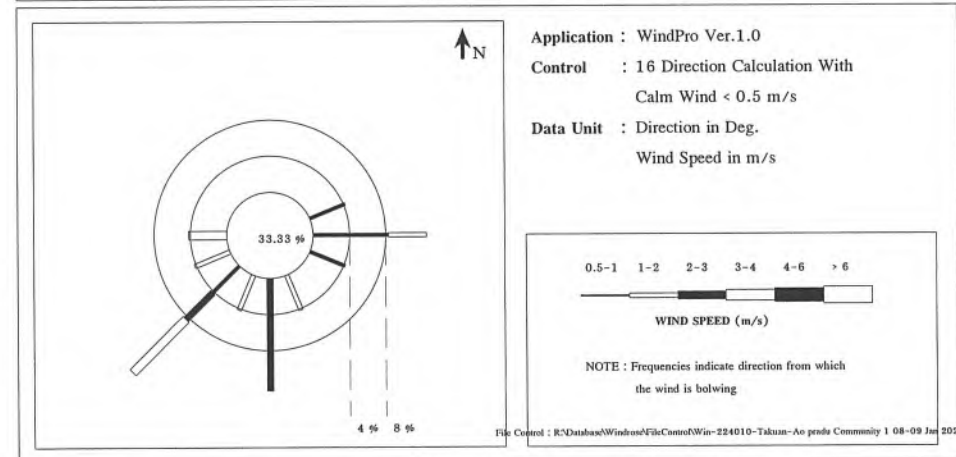 N
Application : WindPro Ver.1.0
Control : 16 Direction Calculation With
Calm Wind < 0.5 m/s
Data Unit : Direction in Deg.
Wind Speed in m/s
33.33 %
4 % 8 %
0.5-1 1-2 2-3 3-4 4-6 > 6
WIND SPEED (m/s)
NOTE : Frequencies indicate direction from which
the wind is bolwing
File Control : R:\Database\Windrose\FileControl\Win-224010-Takuan-Ao pradu Community 1 08-09 Jan 202